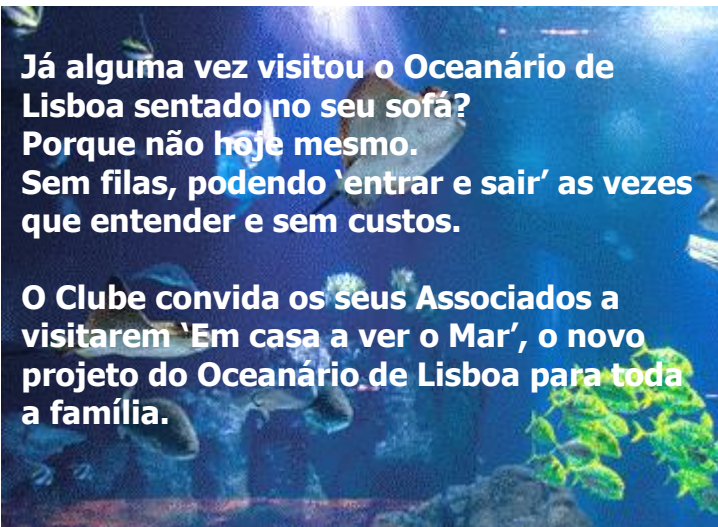 Já alguma vez visitou o Oceanário de
Lisboa sentado no seu sofá?
Porque não hoje mesmo.
Sem filas, podendo ‘entrar e sair’ as vezes
que entender e sem custos.
O Clube convida os seus Associados a
visitarem ‘Em casa a ver o Mar’, o novo
projeto do Oceanário de Lisboa para toda
a família.